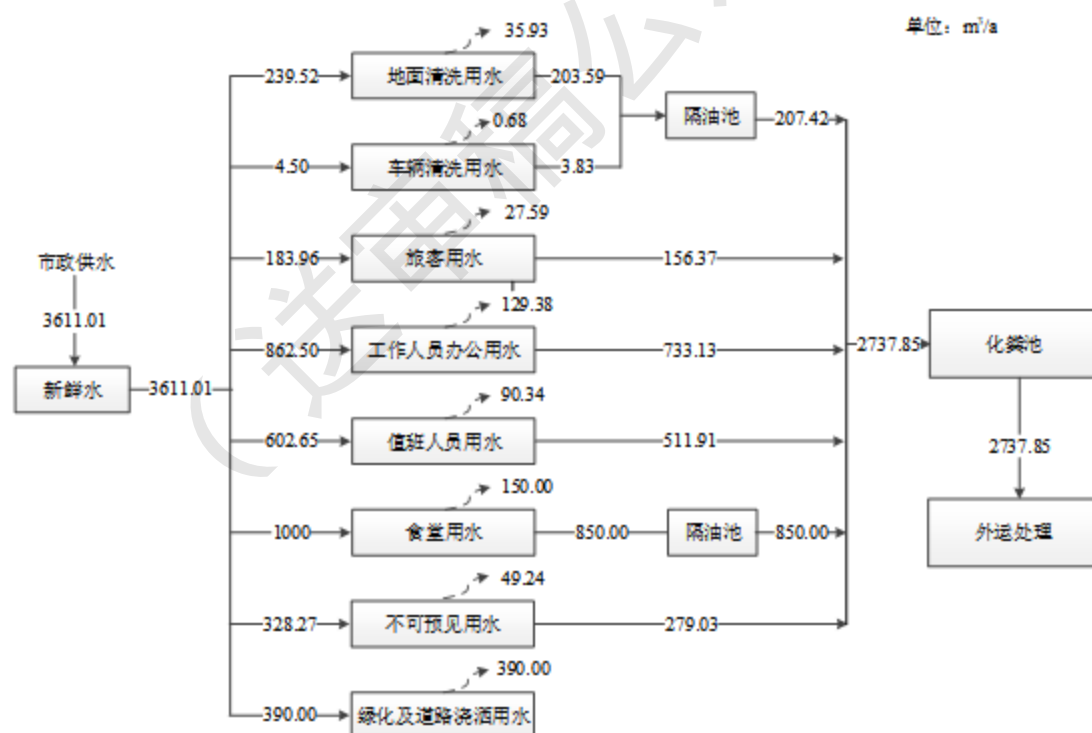 单位：m³/a
35.93
239.52
地面清洗用水
203.59
隔油池
207.42
0.68
4.50
车辆清洗用水
3.83
27.59
183.96
旅客用水
156.37
市政供水
3611.01
新鲜水
3611.01
129.38
862.50
工作人员办公用水
733.13
2737.85
化粪池
90.34
602.65
值班人员用水
511.91
2737.85
150.00
1000
食堂用水
850.00
隔油池
850.00
外运处理
49.24
328.27
不可预见用水
279.03
390.00
390.00
绿化及道路浇洒用水
（送审稿公